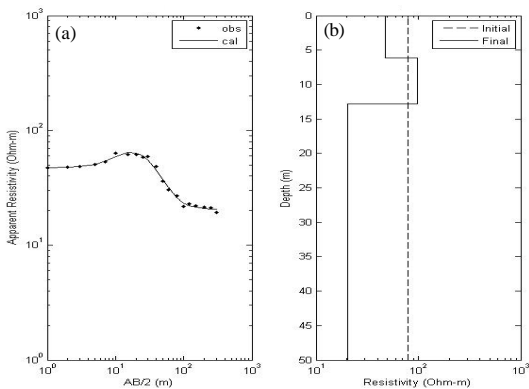 (a)
obs
cal
10³
10²
10¹
10⁰
Apparent Resistivity (Ohm-m)
10⁰
10¹
10²
10³
AB/2 (m)
(b)
Initial
Final
0
5
10
15
20
25
30
35
40
45
50
Depth (m)
10¹
10²
10³
Resistivity (Ohm-m)